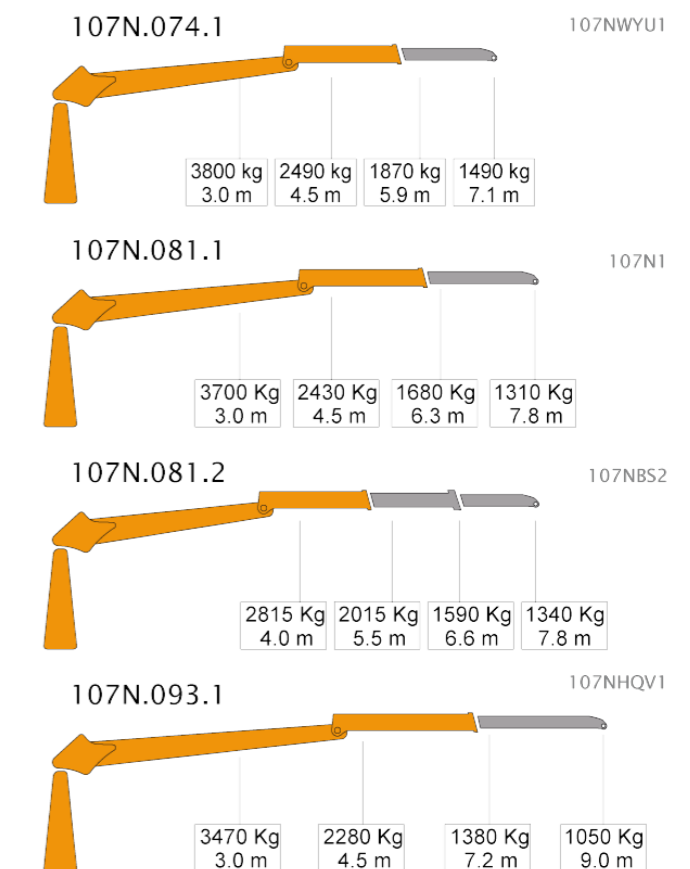 107N.074.1
107NWYU1
3800 kg 2490 kg 1870 kg 1490 kg
3.0 m 4.5 m 5.9 m 7.1 m
107N.081.1
107N1
3700 Kg 2430 Kg 1680 Kg 1310 Kg
3.0 m 4.5 m 6.3 m 7.8 m
107N.081.2
107NBS2
2815 Kg 2015 Kg 1590 Kg 1340 Kg
4.0 m 5.5 m 6.6 m 7.8 m
107N.093.1
107NHQV1
3470 Kg 2280 Kg 1380 Kg 1050 Kg
3.0 m 4.5 m 7.2 m 9.0 m